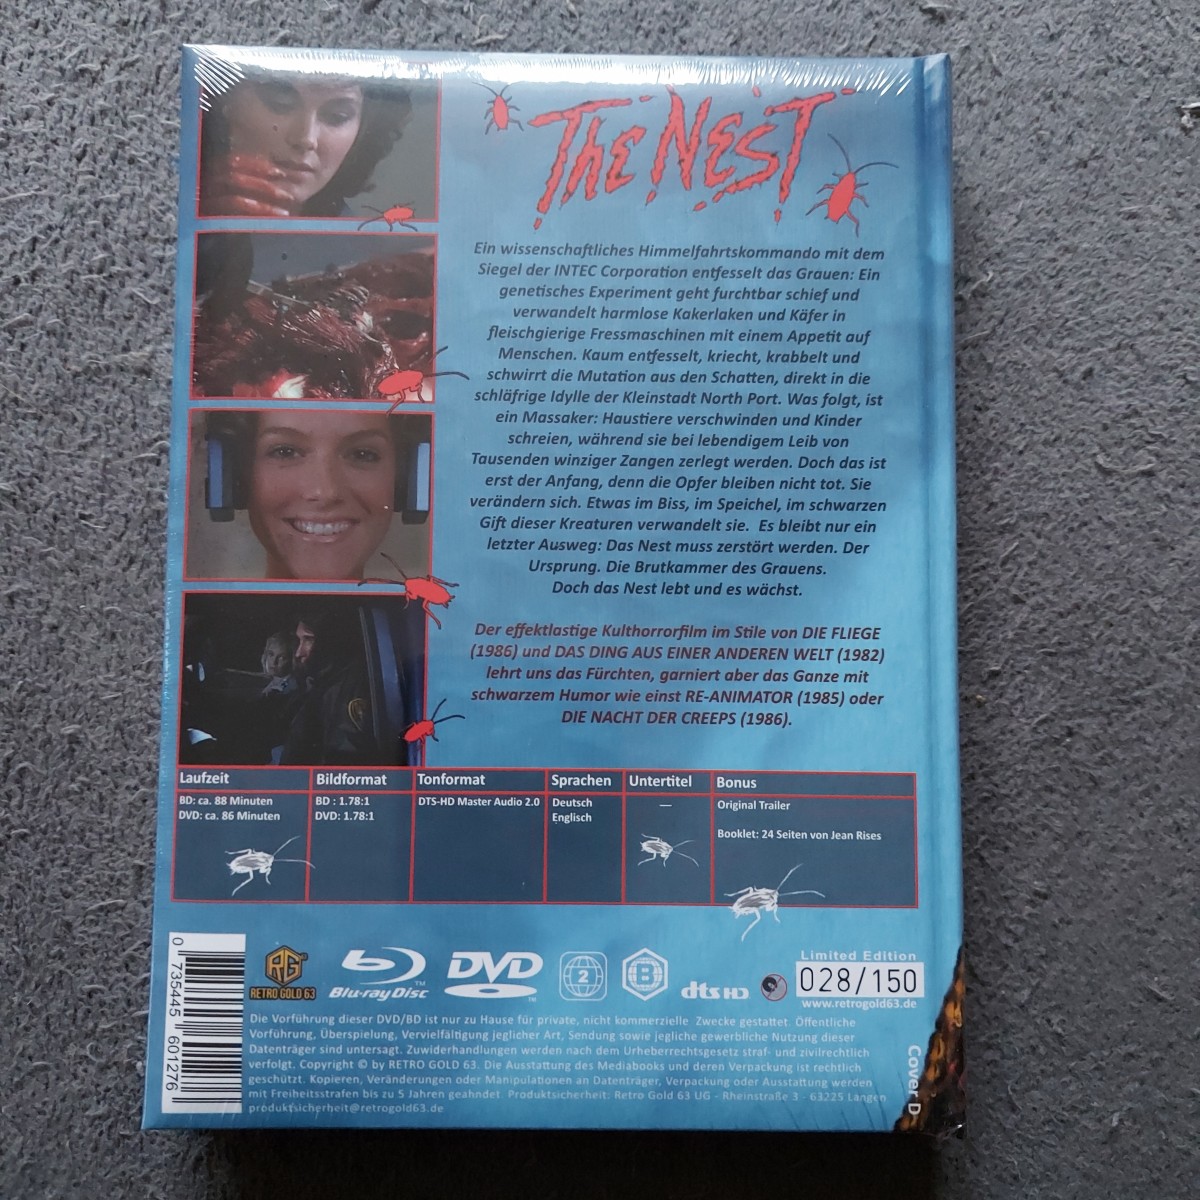 The Nest
Ein wissenschaftliches Himmelfahrtskommando mit dem
Siegel der INTEC Corporation entfesselt das Grauen: Ein
genetisches Experiment geht furchtbar schief und
verwandelt harmlose Kakerlaken und Käfer in
fleischgierige Fressmaschinen mit einem Appetit auf
Menschen. Kaum entfesselt, kriecht, krabbelt und
schwirrt die Mutation aus den Schatten, direkt in die
schläfrige Idylle der Kleinstadt North Port. Was folgt, ist
ein Massaker: Haustiere verschwinden und Kinder
schreien, während sie bei lebendigem Leib von
Tausenden winziger Zangen zerlegt werden. Doch das ist
erst der Anfang, denn die Opfer bleiben nicht tot. Sie
verändern sich. Etwas im Biss, im Speichel, im schwarzen
Gift dieser Kreaturen verwandelt sie. Es bleibt nur ein
letzter Ausweg: Das Nest muss zerstört werden. Der
Ursprung. Die Brutkammer des Grauens.
Doch das Nest lebt und es wächst.
Der effektlastige Kulthorrorfilm im Stile von DIE FLIEGE
(1986) und DAS DING AUS EINER ANDEREN WELT (1982)
lehrt uns das Fürchten, garniert aber das Ganze mit
schwarzem Humor wie einst RE-ANIMATOR (1985) oder
DIE NACHT DER CREEPS (1986).
Laufzeit
BD: ca. 88 Minuten
DVD: ca. 86 Minuten
Bildformat
BD : 1.78:1
DVD: 1.78:1
Tonformat
DTS-HD Master Audio 2.0
Sprachen
Deutsch
Englisch
Untertitel
—
Bonus
Original Trailer
Booklet: 24 Seiten von Jean Rises
0 735445 601276
RG
RETRO GOLD 63
Blu-ray Disc TM
DVD TM
2
B
dts HD
Limited Edition
028/150
www.retrogold63.de
Die Vorführung dieser DVD/BD ist nur zu Hause für private, nicht kommerzielle Zwecke gestattet. Öffentliche
Vorführung, Überspielung, Vervielfältigung jeglicher Art, Sendung sowie jegliche gewerbliche Nutzung dieser
Datenträger sind untersagt. Zuwiderhandlungen werden nach dem Urheberrechtsgesetz straf- und zivilrechtlich
verfolgt. Copyright © by RETRO GOLD 63. Die Ausstattung des Mediabooks und deren Verpackung ist rechtlich
geschützt. Kopieren, Veränderungen oder Manipulationen an Datenträger, Verpackung oder Ausstattung werden
mit Freiheitsstrafen bis zu 5 Jahren geahndet. Produktsicherheit: Retro Gold 63 UG - Rheinstraße 3 - 63225 Langen
produktsicherheit@retrogold63.de
Cover D